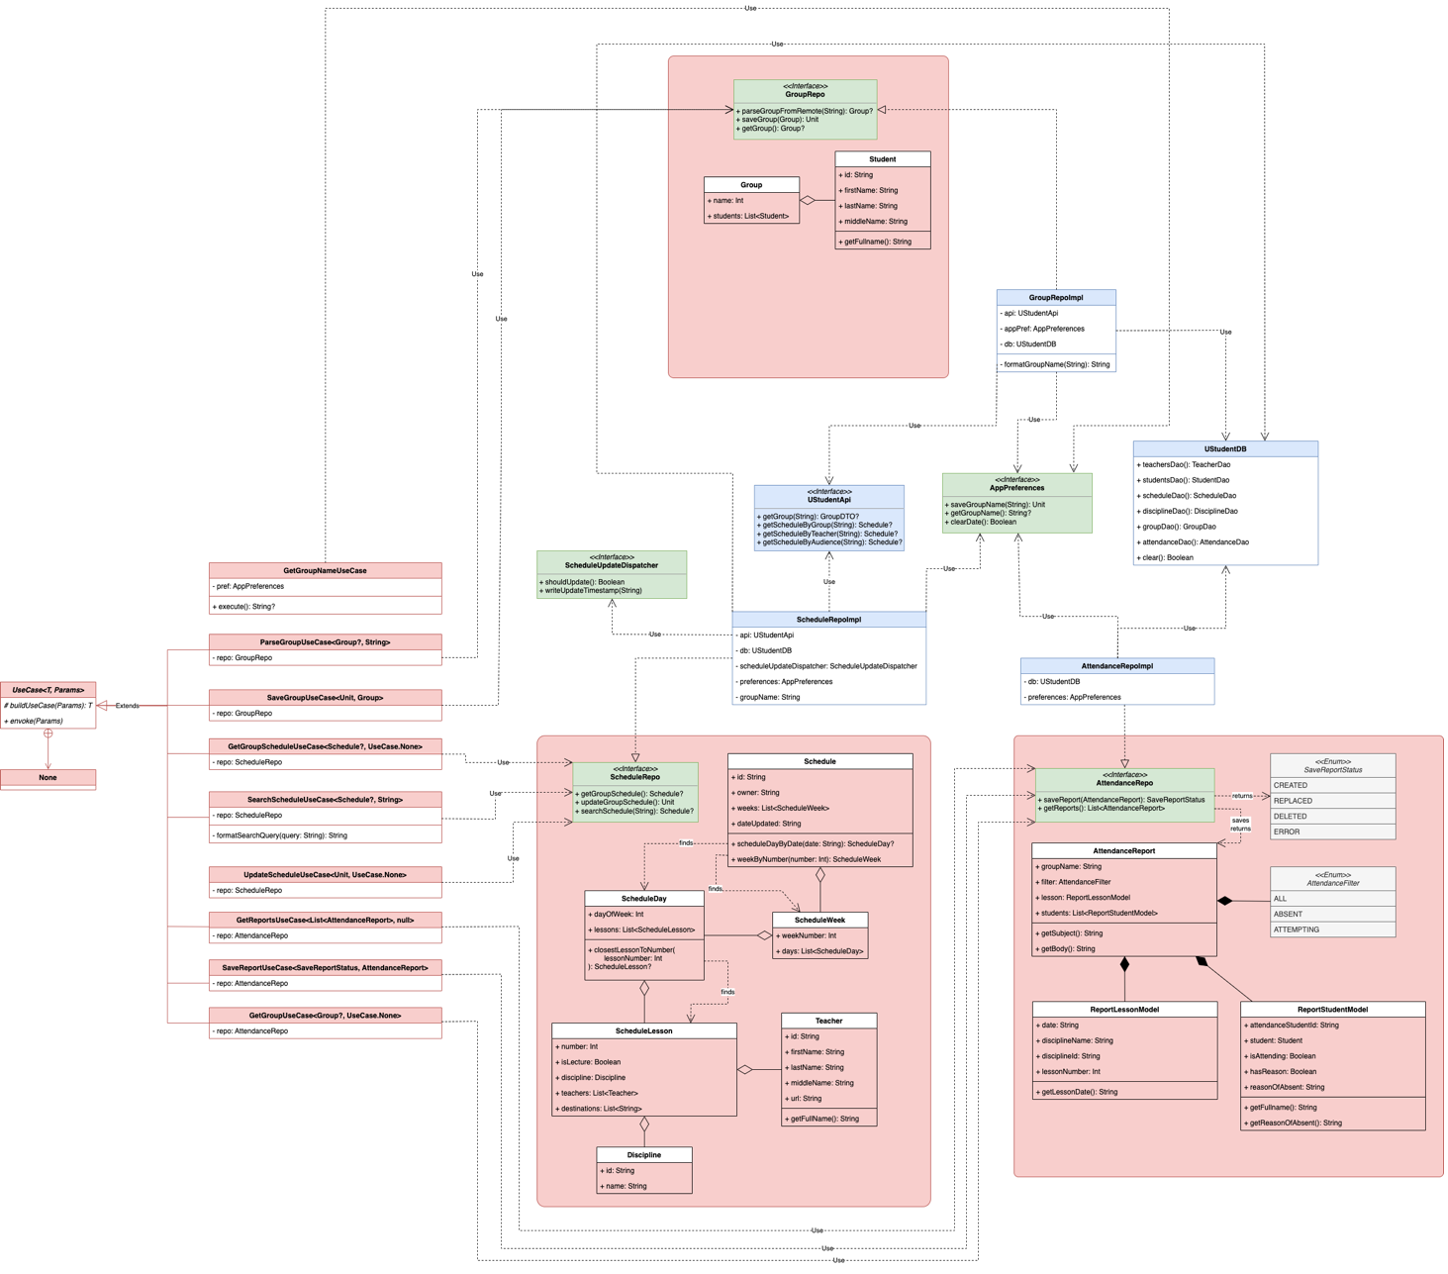 Use
Use
<<Interface>>
GroupRepo
+ parseGroupFromRemote(String): Group?
+ saveGroup(Group): Unit
+ getGroup(): Group?
Student
+ id: String
+ firstName: String
+ lastName: String
+ middleName: String
+ getFullname(): String
Group
+ name: Int
+ students: List<Student>
Use
Use
GroupRepoImpl
- api: UStudentApi
- appPref: AppPreferences
- db: UStudentDB
- formatGroupName(String): String
Use
Use
Use
UStudentDB
+ teachersDao(): TeacherDao
+ studentsDao(): StudentDao
+ scheduleDao(): ScheduleDao
+ disciplineDao(): DisciplineDao
+ groupDao(): GroupDao
+ attendanceDao(): AttendanceDao
+ clear(): Boolean
<<Interface>>
UStudentApi
+ getGroup(String): GroupDTO?
+ getScheduleByGroup(String): Schedule?
+ getScheduleByTeacher(String): Schedule?
+ getScheduleByAudience(String): Schedule?
<<Interface>>
AppPreferences
+ saveGroupName(String): Unit
+ getGroupName(): String?
+ clearDate(): Boolean
<<Interface>>
ScheduleUpdateDispatcher
+ shouldUpdate(): Boolean
+ writeUpdateTimestamp(String)
Use
Use
Use
Use
Use
ScheduleRepoImpl
- api: UStudentApi
- db: UStudentDB
- scheduleUpdateDispatcher: ScheduleUpdateDispatcher
- preferences: AppPreferences
- groupName: String
AttendanceRepoImpl
- db: UStudentDB
- preferences: AppPreferences
GetGroupNameUseCase
- pref: AppPreferences
+ execute(): String?
ParseGroupUseCase<Group?, String>
- repo: GroupRepo
SaveGroupUseCase<Unit, Group>
- repo: GroupRepo
UseCase<T, Params>
# buildUseCase(Params): T
+ envoke(Params)
Extends
None
GetGroupScheduleUseCase<Schedule?, UseCase.None>
- repo: ScheduleRepo
SearchScheduleUseCase<Schedule?, String>
- repo: ScheduleRepo
- formatSearchQuery(query: String): String
UpdateScheduleUseCase<Unit, UseCase.None>
- repo: ScheduleRepo
GetReportsUseCase<List<AttendanceReport>, null>
- repo: AttendanceRepo
SaveReportUseCase<SaveReportStatus, AttendanceReport>
- repo: AttendanceRepo
GetGroupUseCase<Group?, UseCase.None>
- repo: AttendanceRepo
Use
Use
Use
<<Interface>>
ScheduleRepo
+ getGroupSchedule(): Schedule?
+ updateGroupSchedule(): Unit
+ searchSchedule(String): Schedule?
Schedule
+ id: String
+ owner: String
+ weeks: List<ScheduleWeek>
+ dateUpdated: String
+ scheduleDayByDate(date: String): ScheduleDay?
+ weekByNumber(number: Int): ScheduleWeek
finds
finds
ScheduleDay
+ dayOfWeek: Int
+ lessons: List<ScheduleLesson>
+ closestLessonToNumber(
lessonNumber: Int
): ScheduleLesson?
ScheduleWeek
+ weekNumber: Int
+ days: List<ScheduleDay>
finds
ScheduleLesson
+ number: Int
+ isLecture: Boolean
+ discipline: Discipline
+ teachers: List<Teacher>
+ destinations: List<String>
Teacher
+ id: String
+ firstName: String
+ lastName: String
+ middleName: String
+ url: String
+ getFullName(): String
Discipline
+ id: String
+ name: String
<<Interface>>
AttendanceRepo
+ saveReport(AttendanceReport): SaveReportStatus
+ getReports(): List<AttendanceReport>
returns
saves
returns
<<Enum>>
SaveReportStatus
CREATED
REPLACED
DELETED
ERROR
AttendanceReport
+ groupName: String
+ filter: AttendanceFilter
+ lesson: ReportLessonModel
+ students: List<ReportStudentModel>
+ getSubject(): String
+ getBody(): String
<<Enum>>
AttendanceFilter
ALL
ABSENT
ATTEMPTING
ReportLessonModel
+ date: String
+ disciplineName: String
+ disciplineId: String
+ lessonNumber: Int
+ getLessonDate(): String
ReportStudentModel
+ attendanceStudentId: String
+ student: Student
+ isAttending: Boolean
+ hasReason: Boolean
+ reasonOfAbsent: String
+ getFullname(): String
+ getReasonOfAbsent(): String
Use
Use
Use